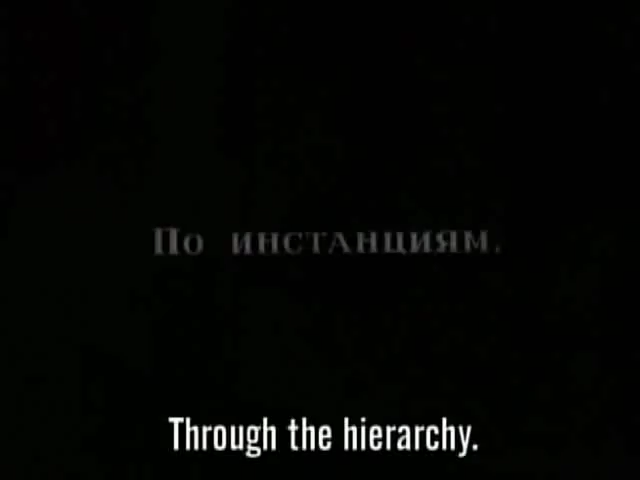 По инстанциям.
Through the hierarchy.